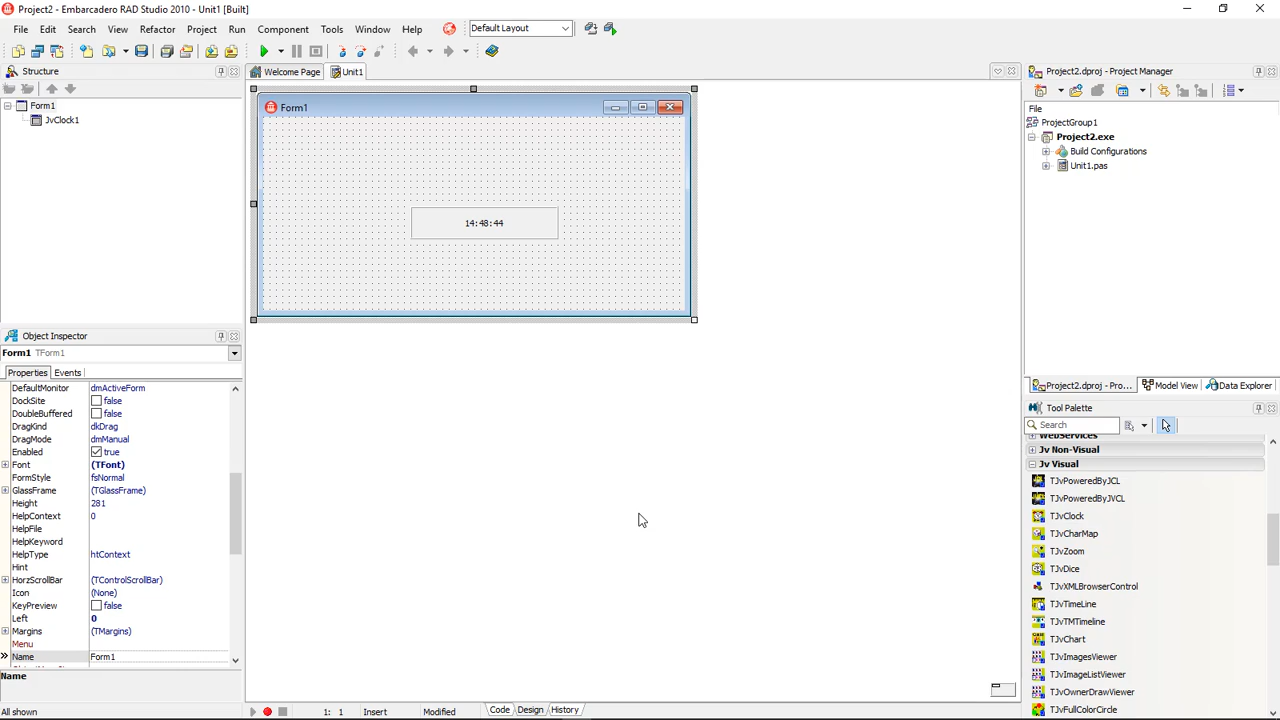 Project2 - Embarcadero RAD Studio 2010 - Unit1 [Built]
File Edit Search View Refactor Project Run Component Tools Window Help Default Layout
Structure
Form1
JvClock1
Welcome Page Unit1
Form1
14:48:44
Project2.dproj - Project Manager
File
ProjectGroup1
Project2.exe
Build Configurations
Unit1.pas
Object Inspector
Form1 TForm1
Properties Events
DefaultMonitor dmActiveForm
DockSite false
DoubleBuffered false
DragKind dkDrag
DragMode dmManual
Enabled true
Font (TFont)
FormStyle fsNormal
GlassFrame (TGlassFrame)
Height 281
HelpContext 0
HelpFile
HelpKeyword
HelpType htContext
Hint
HorzScrollBar (TControlScrollBar)
Icon (None)
KeyPreview false
Left 0
Margins (TMargins)
Menu
Name Form1
Name
All shown
Project2.dproj - Pro... Model View Data Explorer
Tool Palette
Search
WebServices
Jv Non-Visual
Jv Visual
TJvPoweredByJCL
TJvPoweredByJVCL
TJvClock
TJvCharMap
TJvZoom
TJvDice
TJvXMLBrowserControl
TJvTimeLine
TJvTMTimeline
TJvChart
TJvImagesViewer
TJvImageListViewer
TJvOwnerDrawViewer
TJvFullColorCircle
1: 1 Insert Modified Code Design History